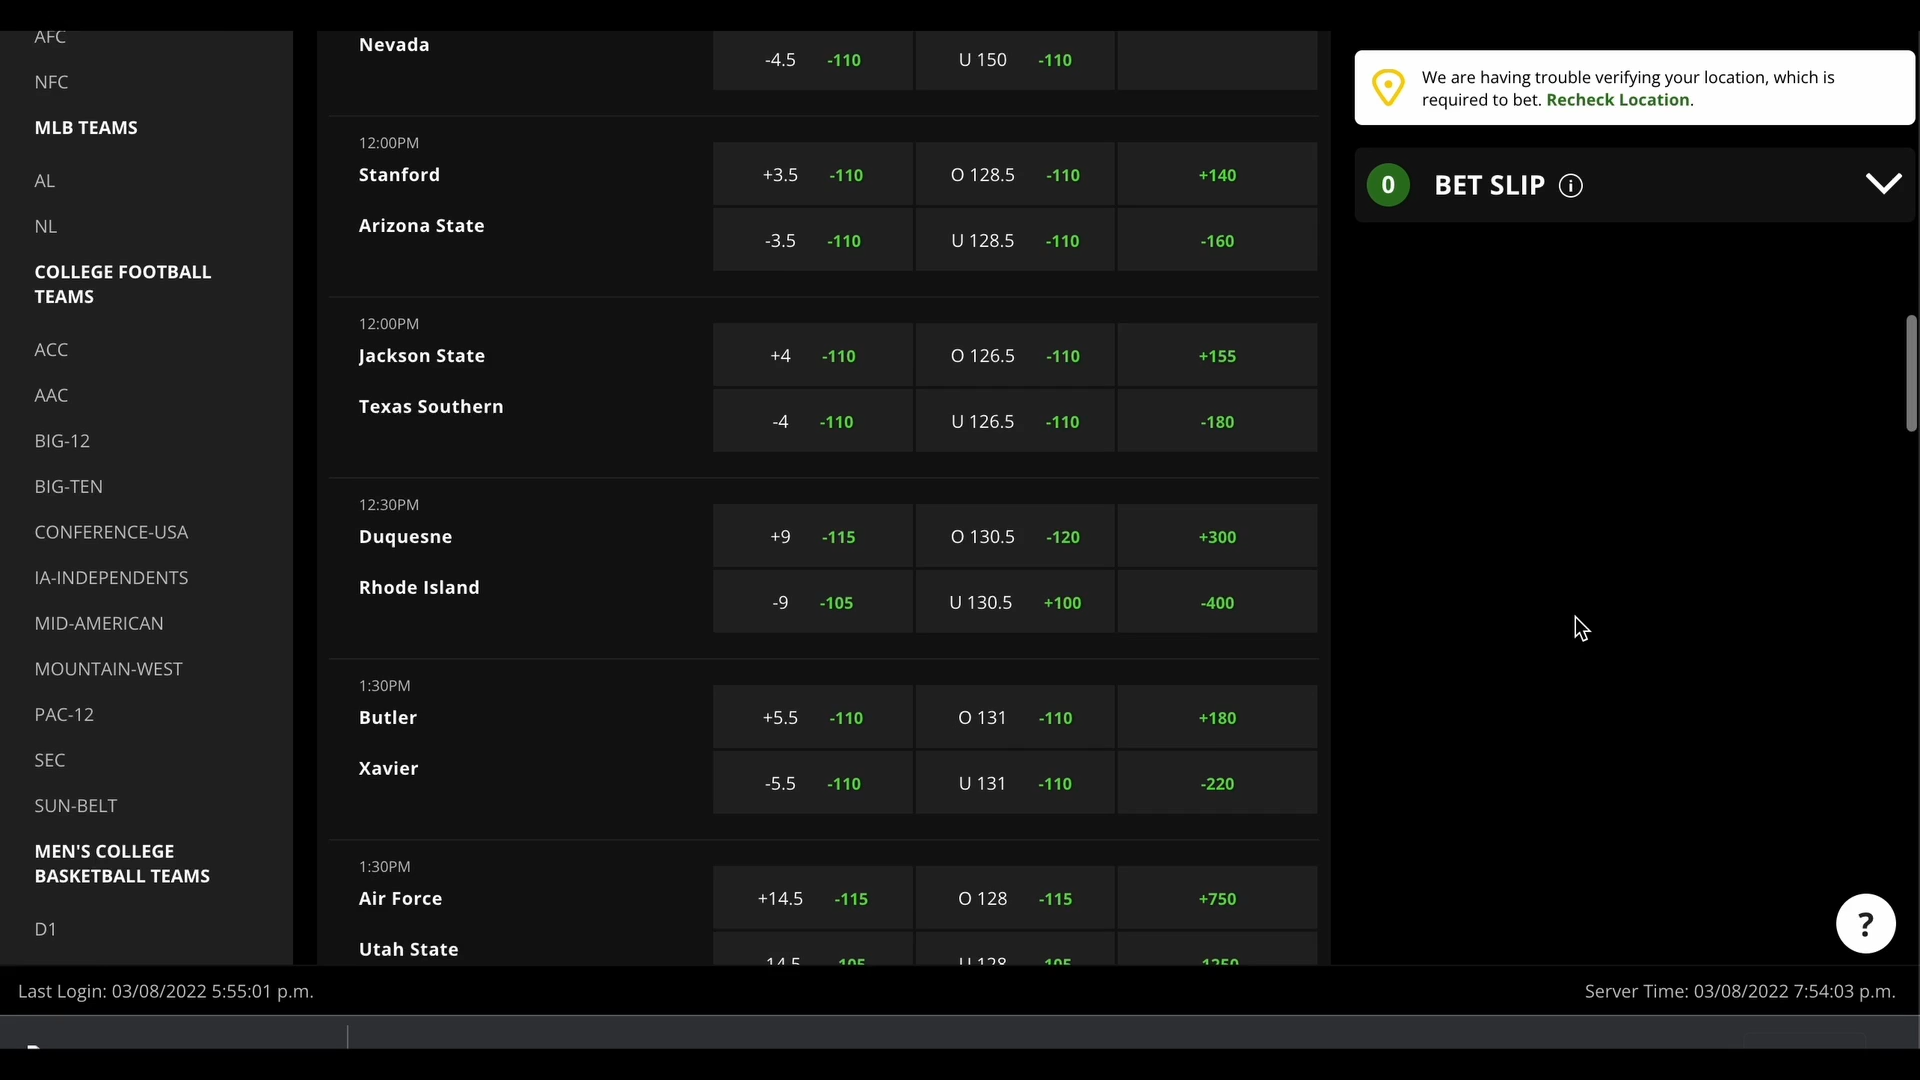 AFC
NFC
MLB TEAMS
AL
NL
COLLEGE FOOTBALL
TEAMS
ACC
AAC
BIG-12
BIG-TEN
CONFERENCE-USA
IA-INDEPENDENTS
MID-AMERICAN
MOUNTAIN-WEST
PAC-12
SEC
SUN-BELT
MEN'S COLLEGE
BASKETBALL TEAMS
D1
Nevada
-4.5 -110 U 150 -110
12:00PM
Stanford +3.5 -110 O 128.5 -110 +140
Arizona State -3.5 -110 U 128.5 -110 -160
12:00PM
Jackson State +4 -110 O 126.5 -110 +155
Texas Southern -4 -110 U 126.5 -110 -180
12:30PM
Duquesne +9 -115 O 130.5 -120 +300
Rhode Island -9 -105 U 130.5 +100 -400
1:30PM
Butler +5.5 -110 O 131 -110 +180
Xavier -5.5 -110 U 131 -110 -220
1:30PM
Air Force +14.5 -115 O 128 -115 +750
Utah State -14.5 -105 U 128 -105 -1250
We are having trouble verifying your location, which is
required to bet. Recheck Location.
0 BET SLIP i
?
Last Login: 03/08/2022 5:55:01 p.m.
Server Time: 03/08/2022 7:54:03 p.m.